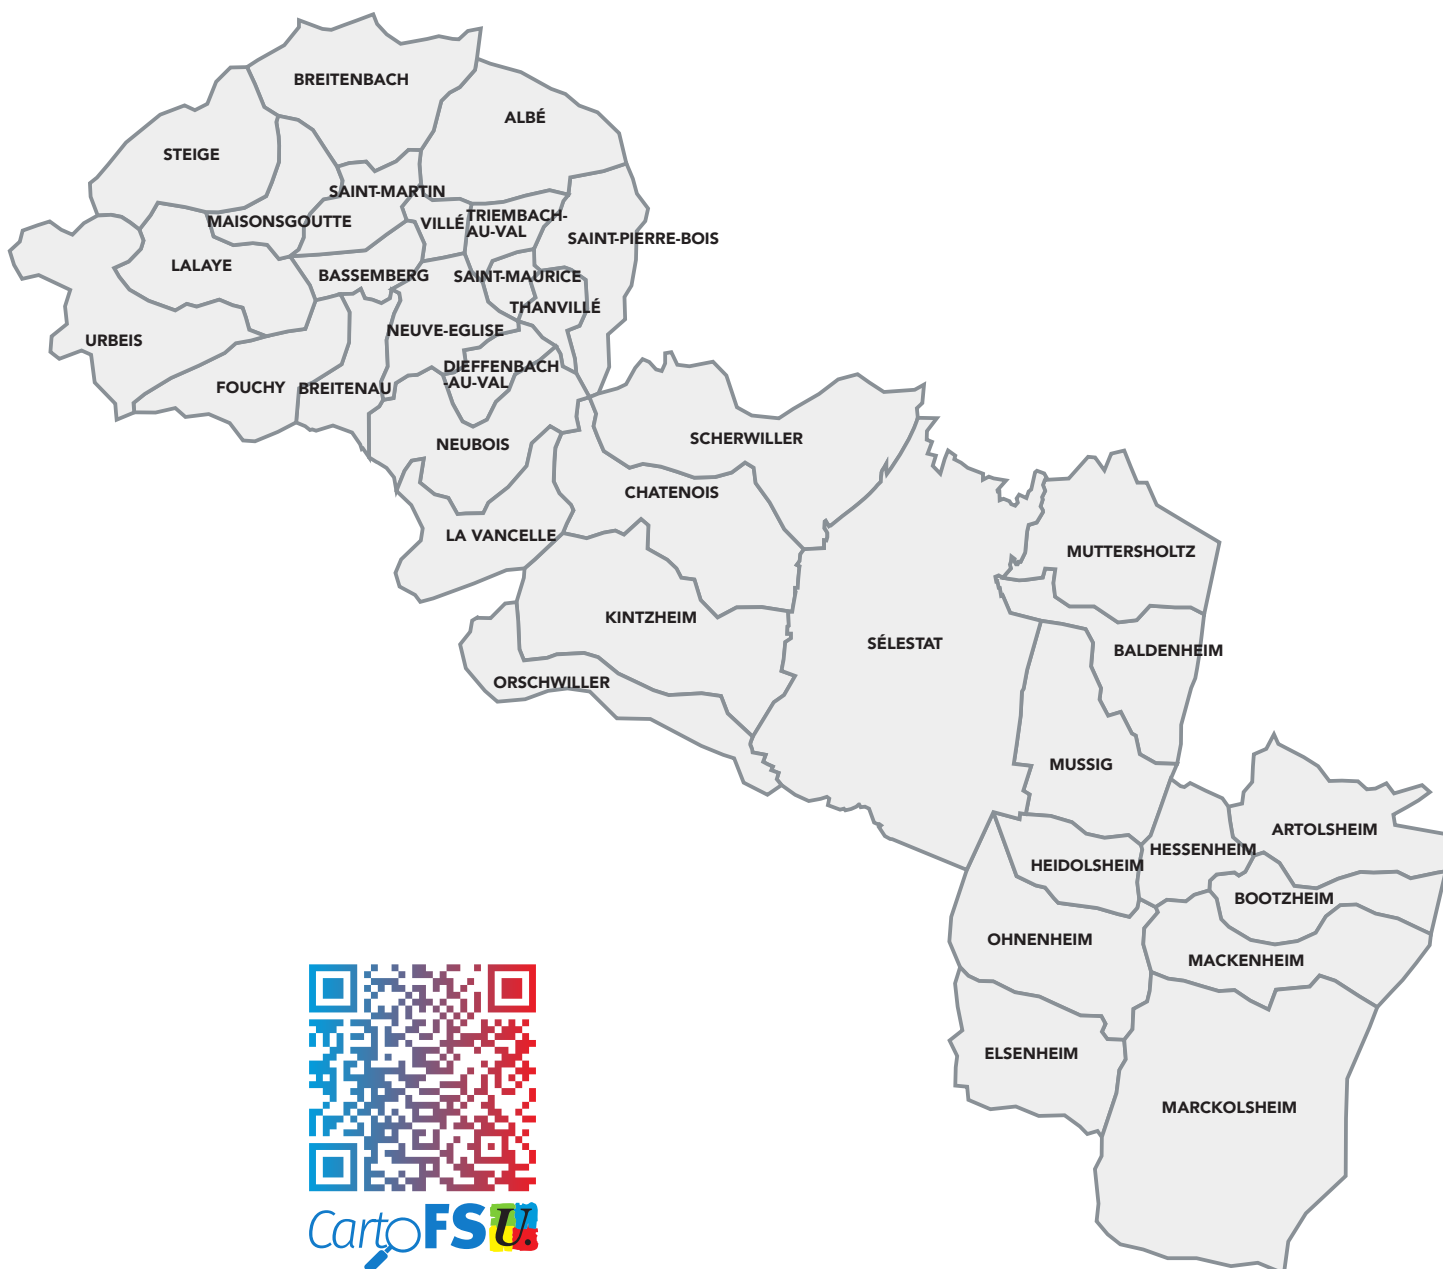 BREITENBACH
ALBÉ
STEIGE
SAINT-MARTIN
MAISONSGOUTTE
VILLÉ
TRIEMBACH-
AU-VAL
SAINT-PIERRE-BOIS
LALAYE
BASSEMBERG
SAINT-MAURICE
THANVILLÉ
NEUVE-EGLISE
URBEIS
DIEFFENBACH
-AU-VAL
FOUCHY
BREITENAU
SCHERWILLER
NEUBOIS
CHATENOIS
LA VANCELLE
MUTTERSHOLTZ
KINTZHEIM
SÉLESTAT
BALDENHEIM
ORSCHWILLER
MUSSIG
ARTOLSHEIM
HESSENHEIM
HEIDOLSHEIM
BOOTZHEIM
OHNENHEIM
MACKENHEIM
ELSENHEIM
MARCKOLSHEIM
CartoFSU.